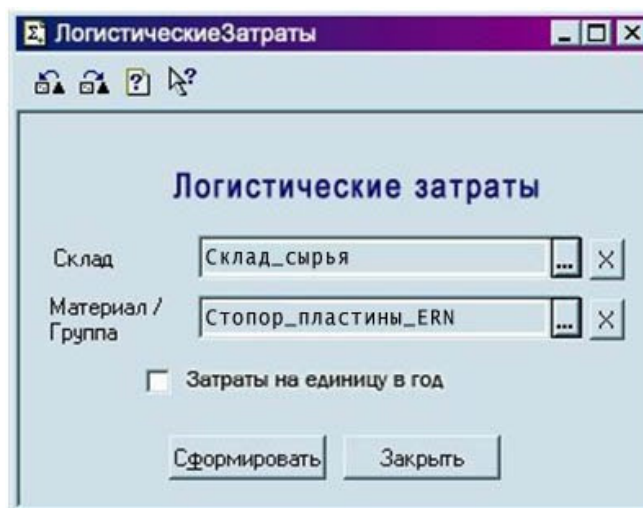 ЛогистическиеЗатраты
Логистические затраты
Склад
Склад_сырья
...
X
Материал /
Группа
Стопор_пластины_ERN
...
X
Затраты на единицу в год
Сформировать
Закрыть